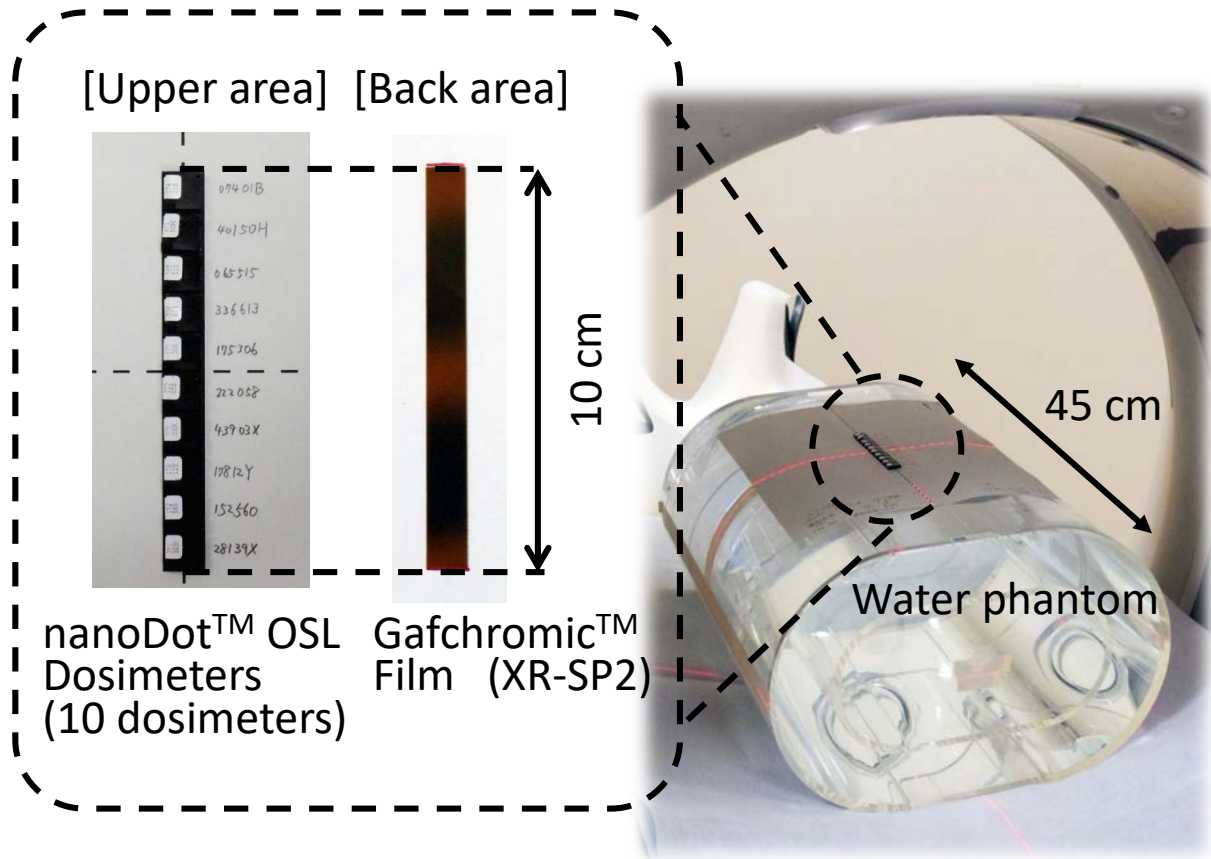 [Upper area] [Back area]
07401B
40150H
065515
336613
175306
222058
43903X
17812Y
152560
28139X
10 cm
45 cm
Water phantom
nanoDot™ OSL
Dosimeters
(10 dosimeters)
Gafchromic™
Film (XR-SP2)